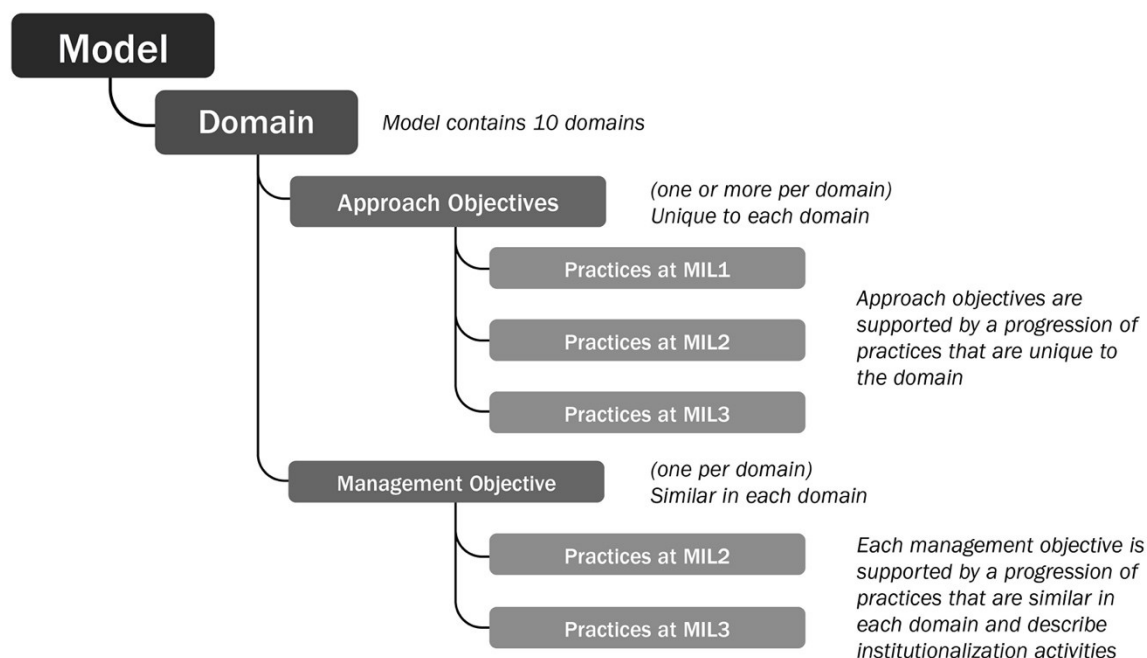 Model
Domain
Model contains 10 domains
Approach Objectives
(one or more per domain)
Unique to each domain
Practices at MIL1
Practices at MIL2
Practices at MIL3
Approach objectives are
supported by a progression of
practices that are unique to
the domain
Management Objective
(one per domain)
Similar in each domain
Practices at MIL2
Practices at MIL3
Each management objective is
supported by a progression of
practices that are similar in
each domain and describe
institutionalization activities